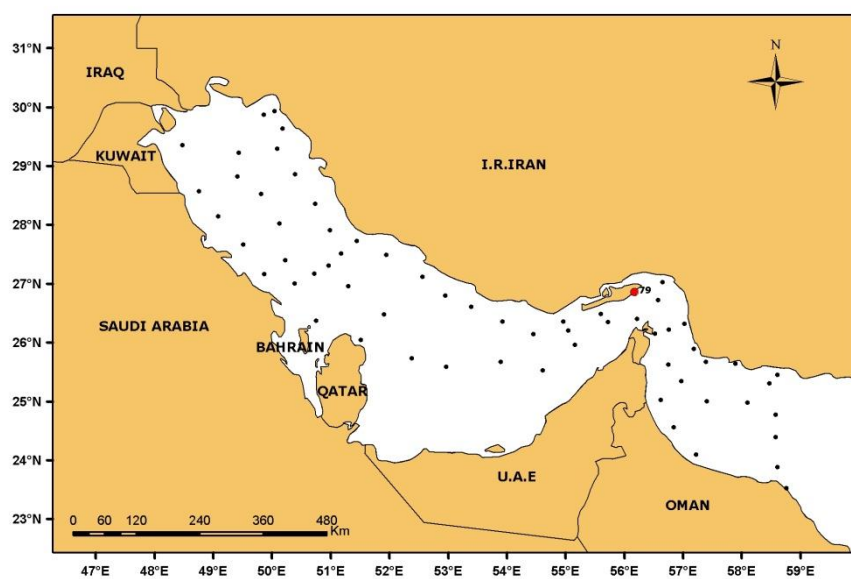 N
31°N
30°N
29°N
28°N
27°N
26°N
25°N
24°N
23°N
IRAQ
KUWAIT
I.R.IRAN
79
SAUDI ARABIA
BAHRAIN
QATAR
U.A.E
OMAN
0 60 120 240 360 480
Km
47°E 48°E 49°E 50°E 51°E 52°E 53°E 54°E 55°E 56°E 57°E 58°E 59°E